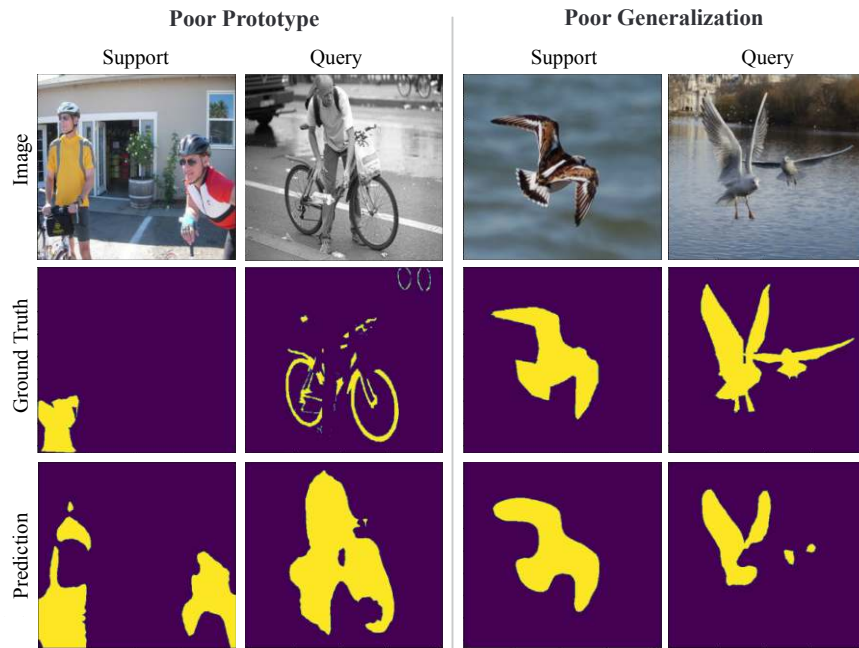 Poor Prototype
Poor Generalization
Support
Query
Support
Query
Image
Ground Truth
Prediction